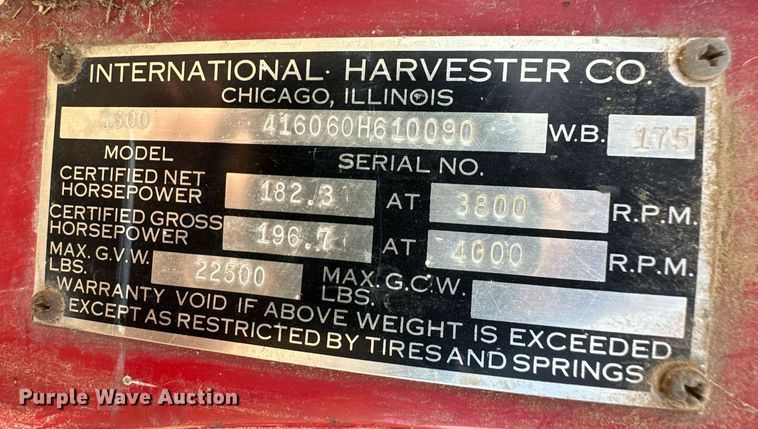 INTERNATIONAL HARVESTER CO.
CHICAGO, ILLINOIS
1600 416060H610090 W.B. 175
MODEL SERIAL NO.
CERTIFIED NET HORSEPOWER 182.3 AT 3800 R.P.M.
CERTIFIED GROSS HORSEPOWER 196.7 AT 4000 R.P.M.
MAX. G.V.W. LBS. 22500 MAX. G.C.W. LBS.
WARRANTY VOID IF ABOVE WEIGHT IS EXCEEDED
EXCEPT AS RESTRICTED BY TIRES AND SPRINGS
Purple Wave Auction